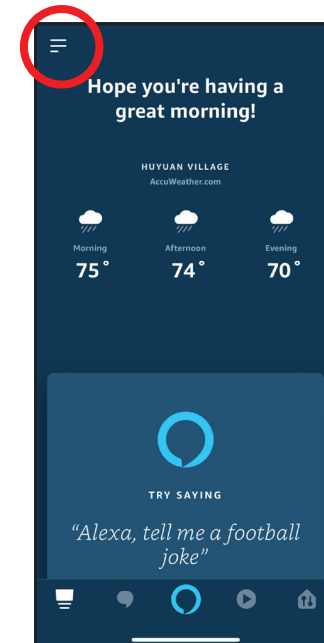 Hope you're having a
great morning!
HUYUAN VILLAGE
AccuWeather.com
Morning
Afternoon
Evening
75°
74°
70°
TRY SAYING
“Alexa, tell me a football
joke”